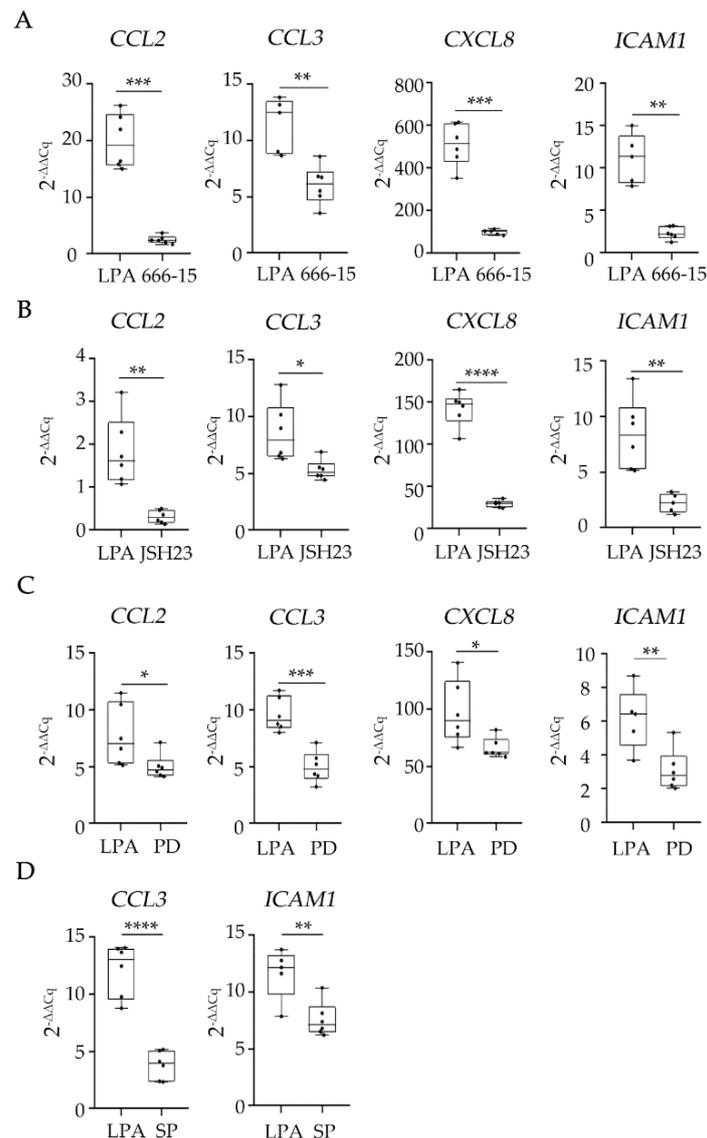 A
CCL2 CCL3 CXCL8 ICAM1
*** ** *** **
2-ΔΔCq 30 20 10 0
2-ΔΔCq 15 10 5 0
2-ΔΔCq 800 600 400 200 0
2-ΔΔCq 20 15 10 5 0
LPA 666-15 LPA 666-15 LPA 666-15 LPA 666-15
B
CCL2 CCL3 CXCL8 ICAM1
** * **** **
2-ΔΔCq 4 3 2 1 0
2-ΔΔCq 15 10 5 0
2-ΔΔCq 200 150 100 50 0
2-ΔΔCq 15 10 5 0
LPA JSH23 LPA JSH23 LPA JSH23 LPA JSH23
C
CCL2 CCL3 CXCL8 ICAM1
* *** * **
2-ΔΔCq 15 10 5 0
2-ΔΔCq 15 10 5 0
2-ΔΔCq 150 100 50 0
2-ΔΔCq 10 8 6 4 2 0
LPA PD LPA PD LPA PD LPA PD
D
CCL3 ICAM1
**** **
2-ΔΔCq 15 10 5 0
2-ΔΔCq 15 10 5 0
LPA SP LPA SP